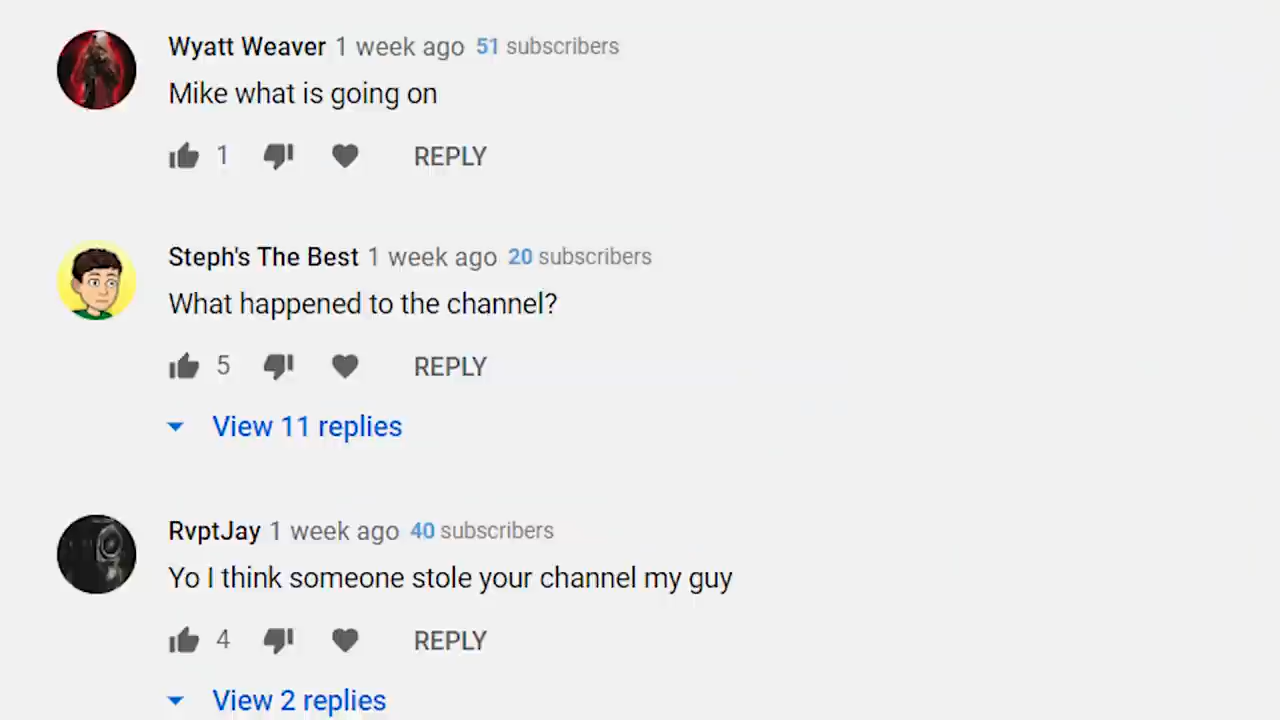 Wyatt Weaver 1 week ago 51 subscribers
Mike what is going on
1 REPLY
Steph's The Best 1 week ago 20 subscribers
What happened to the channel?
5 REPLY
View 11 replies
RvptJay 1 week ago 40 subscribers
Yo I think someone stole your channel my guy
4 REPLY
View 2 replies